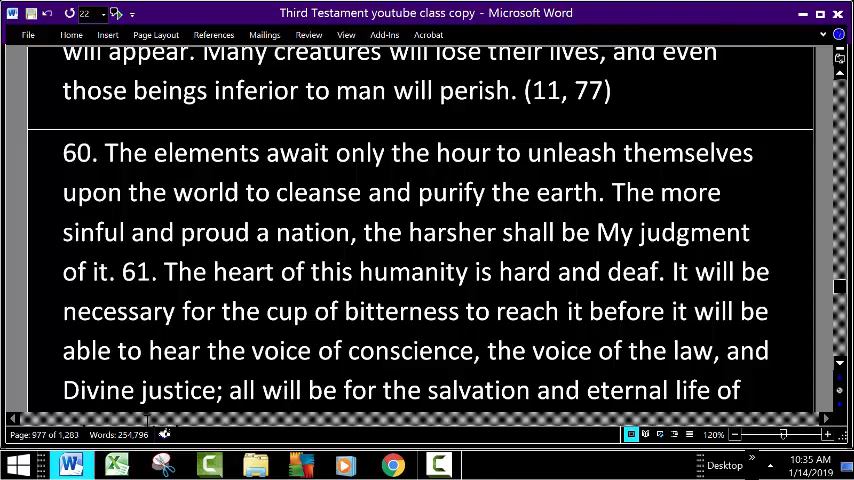 22
Third Testament youtube class copy - Microsoft Word
File Home Insert Page Layout References Mailings Review View Add-Ins Acrobat
will appear. Many creatures will lose their lives, and even
those beings inferior to man will perish. (11, 77)
60. The elements await only the hour to unleash themselves
upon the world to cleanse and purify the earth. The more
sinful and proud a nation, the harsher shall be My judgment
of it. 61. The heart of this humanity is hard and deaf. It will be
necessary for the cup of bitterness to reach it before it will be
able to hear the voice of conscience, the voice of the law, and
Divine justice; all will be for the salvation and eternal life of
Page: 977 of 1,283 Words: 254,796 120%
Desktop
10:35 AM
1/14/2019